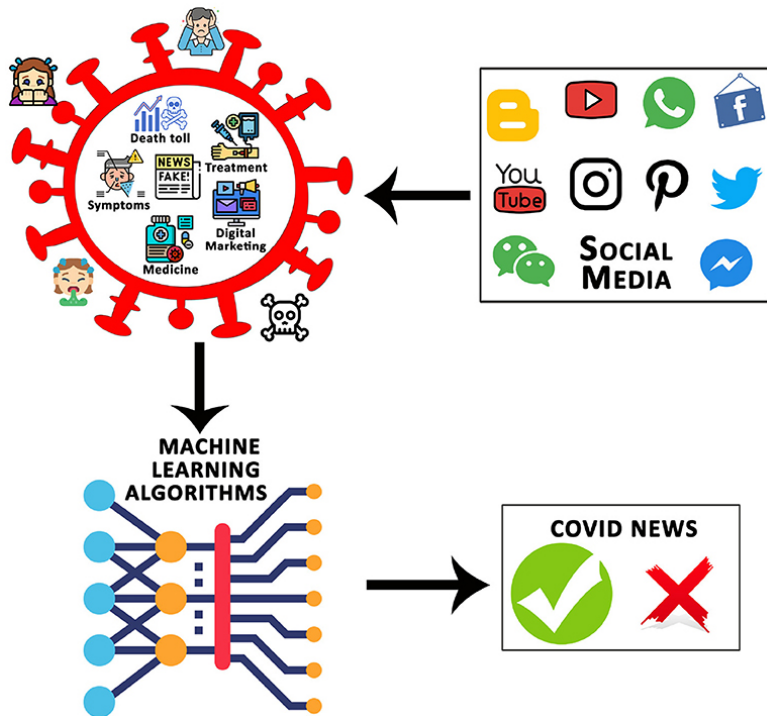 Death toll
NEWS
FAKE!
Treatment
Symptoms
Digital
Marketing
Medicine
f
You
Tube
SOCIAL
MEDIA
MACHINE
LEARNING
ALGORITHMS
COVID NEWS